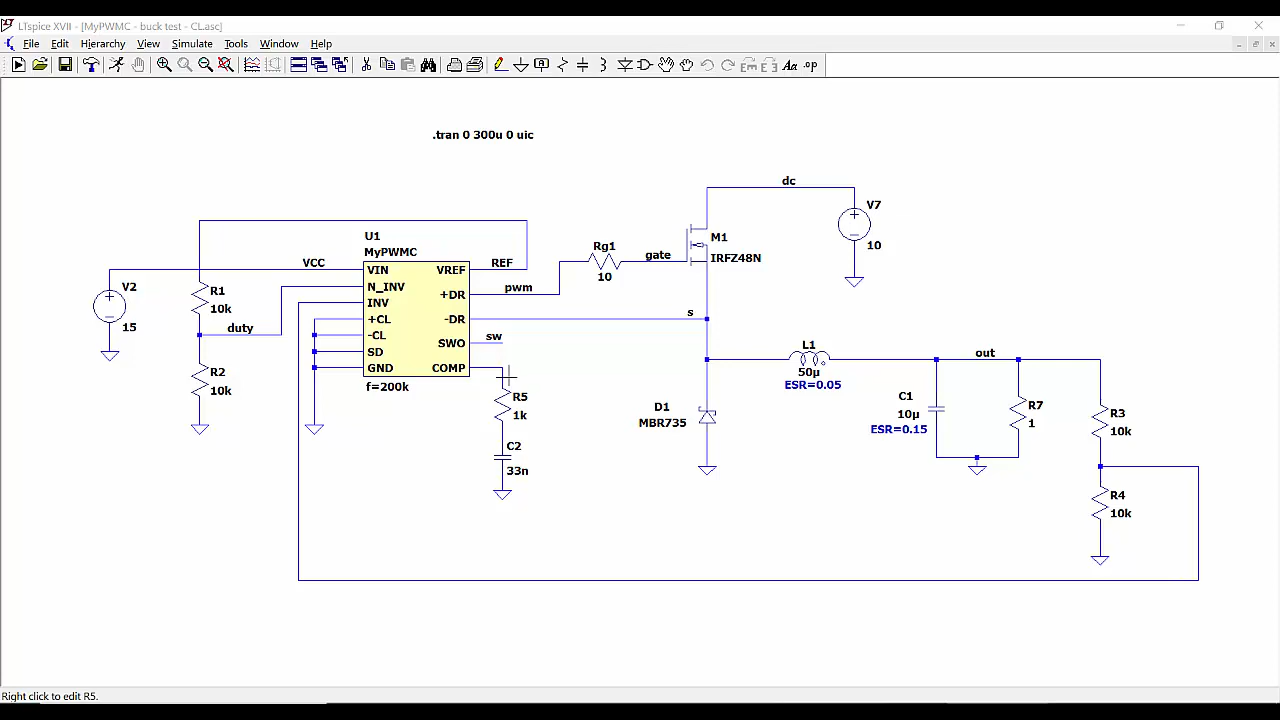 LTspice XVII - [MyPWMC - buck test - CL.asc]
File Edit Hierarchy View Simulate Tools Window Help
Aa .op
.tran 0 300u 0 uic
dc
V7
10
U1
MyPWMC
M1
IRFZ48N
Rg1
10
gate
VCC
VIN
N_INV
INV
+CL
-CL
SD
GND
VREF
+DR
-DR
SWO
COMP
f=200k
REF
pwm
s
sw
V2
15
R1
10k
duty
R2
10k
R5
1k
C2
33n
L1
50µ
ESR=0.05
out
D1
MBR735
C1
10µ
ESR=0.15
R7
1
R3
10k
R4
10k
Right click to edit R5.